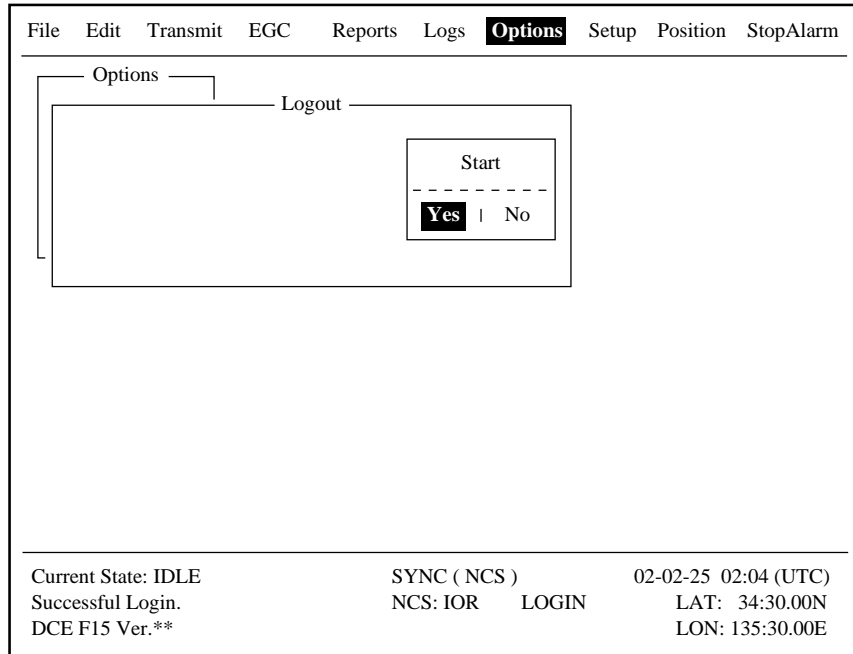 File Edit Transmit EGC Reports Logs Options Setup Position StopAlarm
Options
Logout
Start
Yes | No
Current State: IDLE SYNC ( NCS ) 02-02-25 02:04 (UTC)
Successful Login. NCS: IOR LOGIN LAT: 34:30.00N
DCE F15 Ver.** LON: 135:30.00E